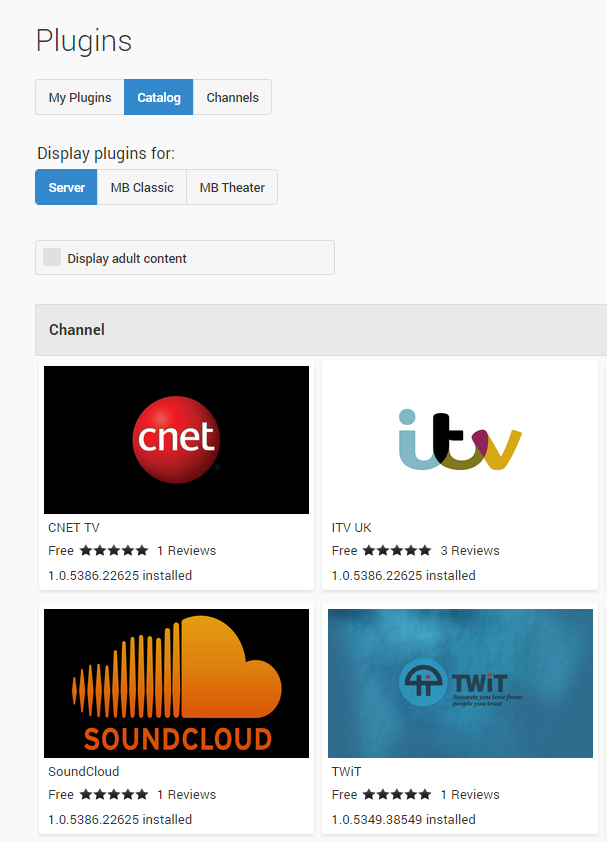 Plugins
My Plugins Catalog Channels
Display plugins for:
Server MB Classic MB Theater
Display adult content
Channel
cnet
itv
CNET TV
Free 1 Reviews
1.0.5386.22625 installed
ITV UK
Free 3 Reviews
1.0.5386.22625 installed
SOUNDCLOUD
SoundCloud
Free 1 Reviews
1.0.5386.22625 installed
TWiT
Netcasts you love from
people you trust
TWiT
Free 1 Reviews
1.0.5349.38549 installed